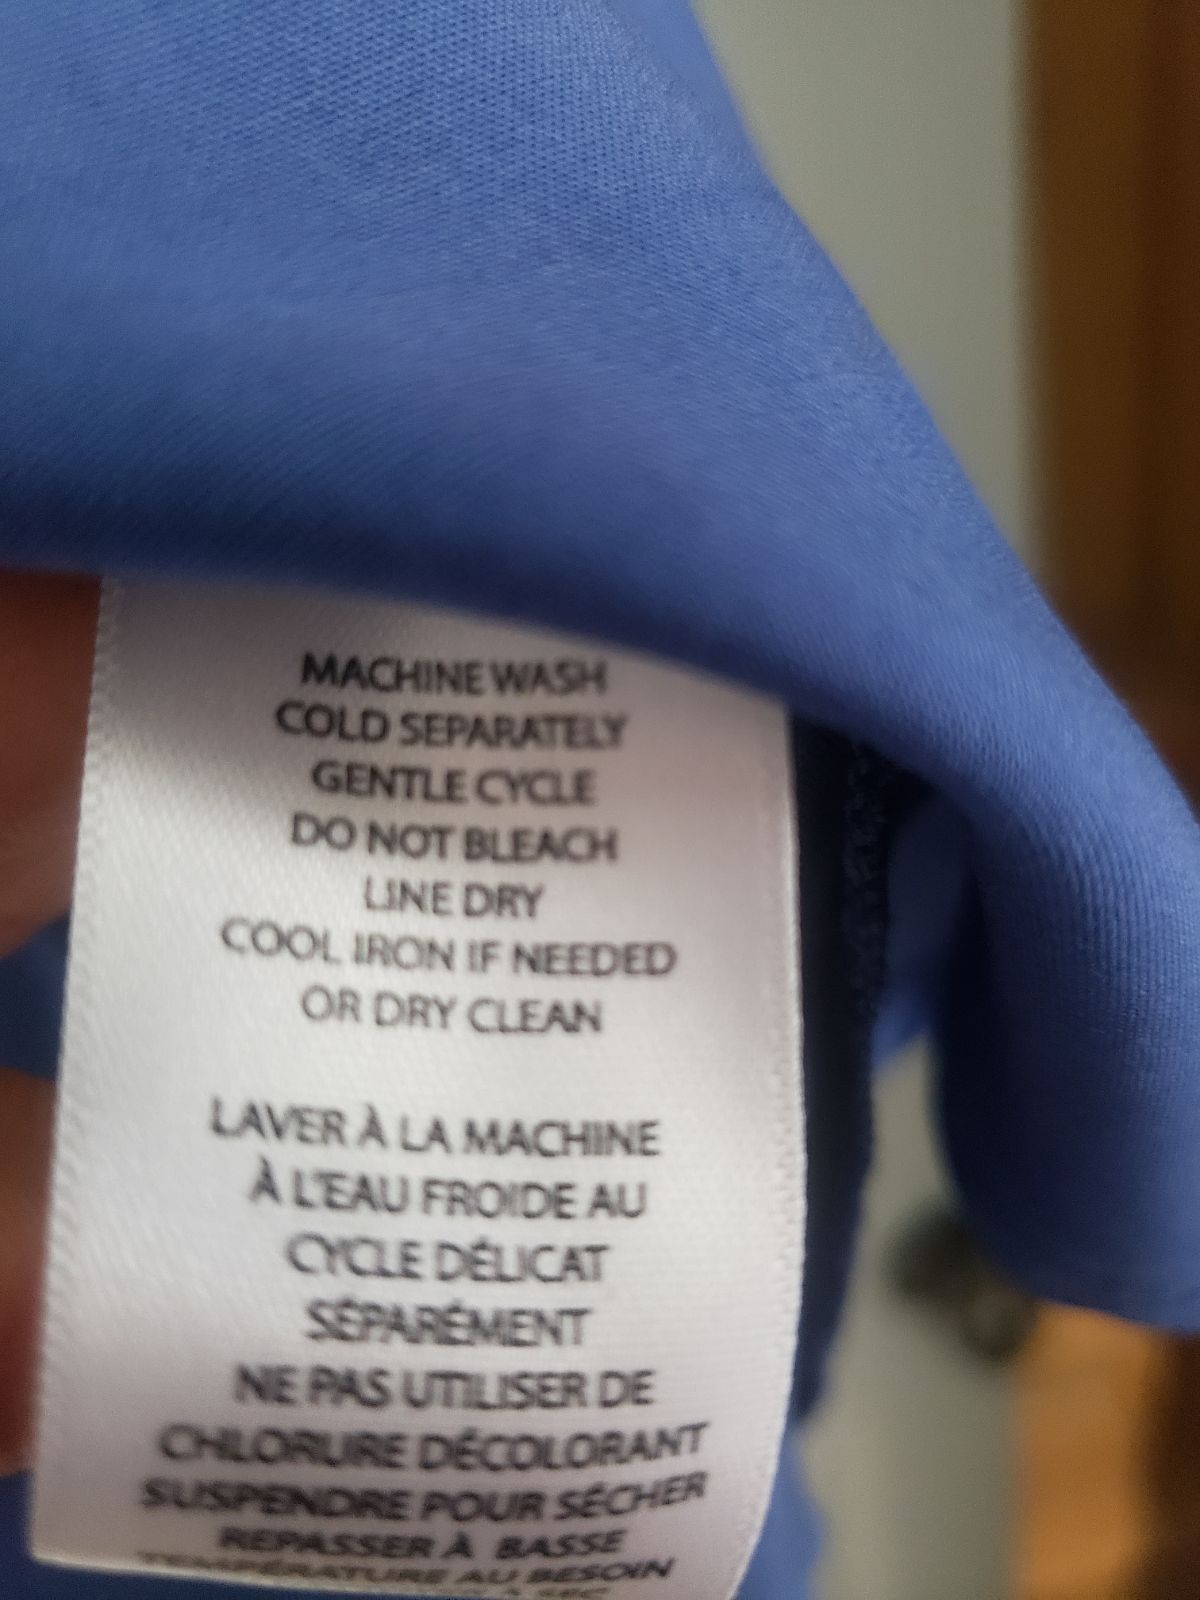 MACHINE WASH
COLD SEPARATELY
GENTLE CYCLE
DO NOT BLEACH
LINE DRY
COOL IRON IF NEEDED
OR DRY CLEAN
LAVER À LA MACHINE
À L'EAU FROIDE AU
CYCLE DÉLICAT
SÉPARÉMENT
NE PAS UTILISER DE
CHLORURE DÉCOLORANT
SUSPENDRE POUR SÉCHER
REPASSER À BASSE
TEMPÉRATURE AU BESOIN
À SEC